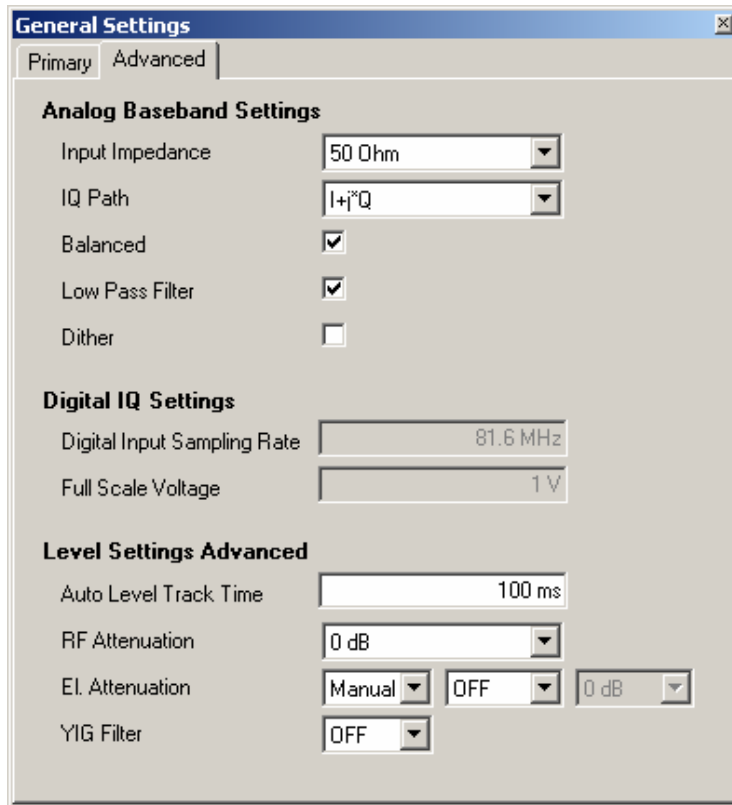 General Settings
Primary Advanced
Analog Baseband Settings
Input Impedance 50 Ohm
IQ Path I+j*Q
Balanced
Low Pass Filter
Dither
Digital IQ Settings
Digital Input Sampling Rate 81.6 MHz
Full Scale Voltage 1 V
Level Settings Advanced
Auto Level Track Time 100 ms
RF Attenuation 0 dB
El. Attenuation Manual OFF 0 dB
YIG Filter OFF